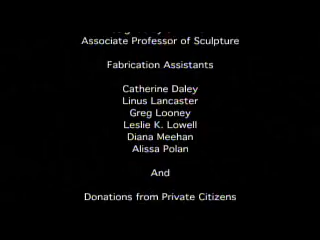 Associate Professor of Sculpture
Fabrication Assistants
Catherine Daley
Linus Lancaster
Greg Looney
Leslie K. Lowell
Diana Meehan
Alissa Polan
And
Donations from Private Citizens